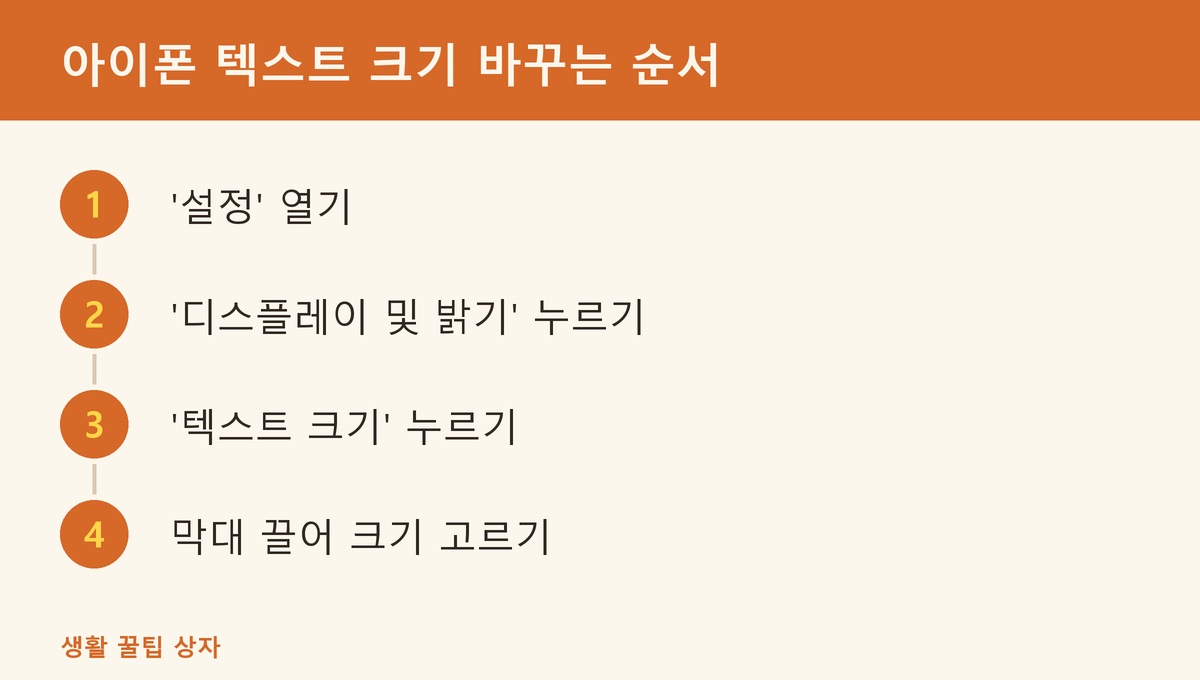 아이폰 텍스트 크기 바꾸는 순서
1 '설정' 열기
2 '디스플레이 및 밝기' 누르기
3 '텍스트 크기' 누르기
4 막대 끌어 크기 고르기
생활 꿀팁 상자